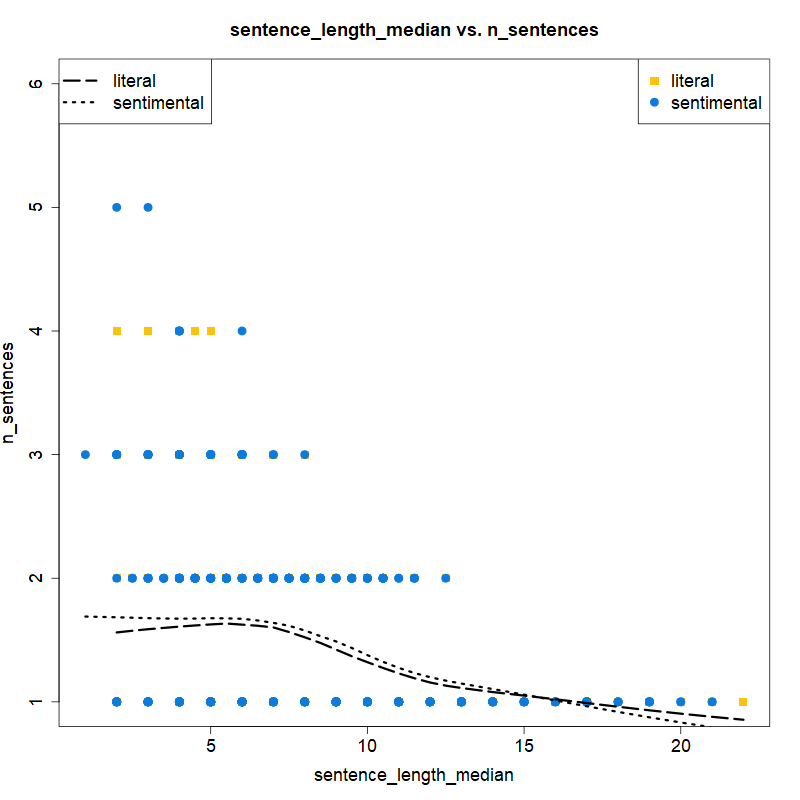 sentence_length_median vs. n_sentences
literal
sentimental
literal
sentimental
6
5
4
3
2
1
n_sentences
5
10
15
20
sentence_length_median